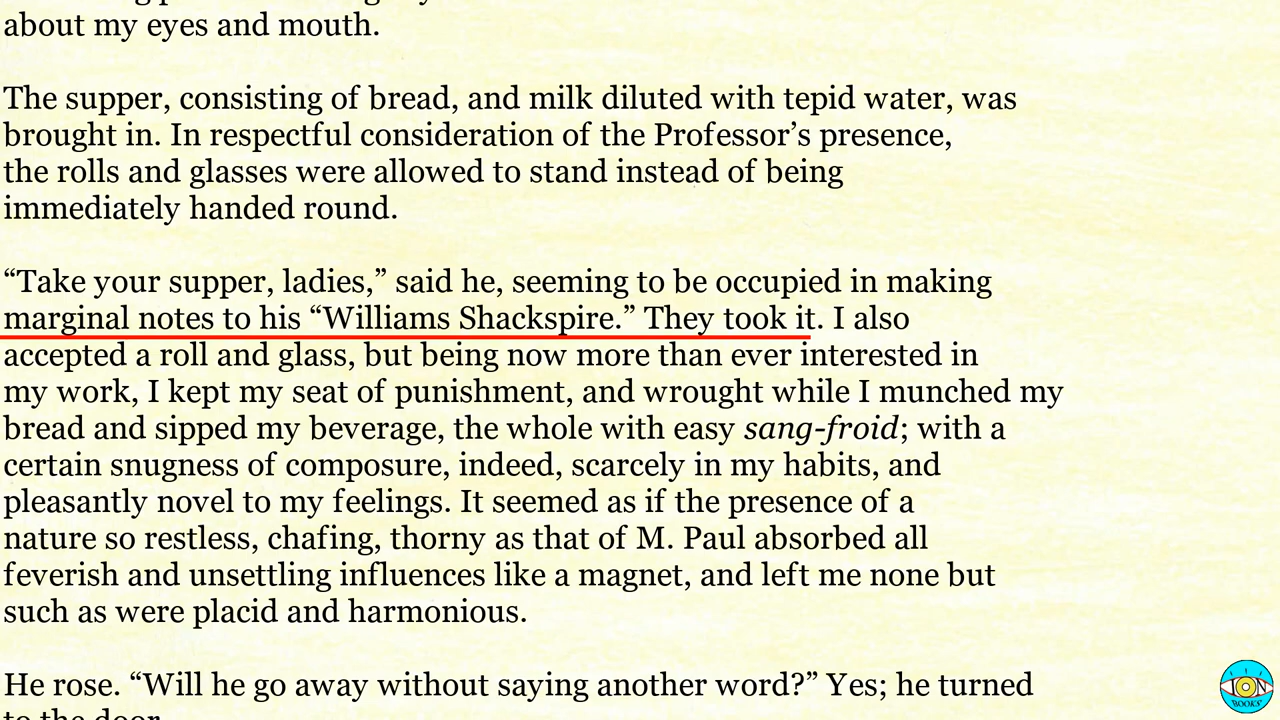 about my eyes and mouth.
The supper, consisting of bread, and milk diluted with tepid water, was
brought in. In respectful consideration of the Professor’s presence,
the rolls and glasses were allowed to stand instead of being
immediately handed round.
“Take your supper, ladies,” said he, seeming to be occupied in making
marginal notes to his “Williams Shackspire.” They took it. I also
accepted a roll and glass, but being now more than ever interested in
my work, I kept my seat of punishment, and wrought while I munched my
bread and sipped my beverage, the whole with easy sang-froid; with a
certain snugness of composure, indeed, scarcely in my habits, and
pleasantly novel to my feelings. It seemed as if the presence of a
nature so restless, chafing, thorny as that of M. Paul absorbed all
feverish and unsettling influences like a magnet, and left me none but
such as were placid and harmonious.
He rose. “Will he go away without saying another word?” Yes; he turned
to the door.
ION
BOOKS